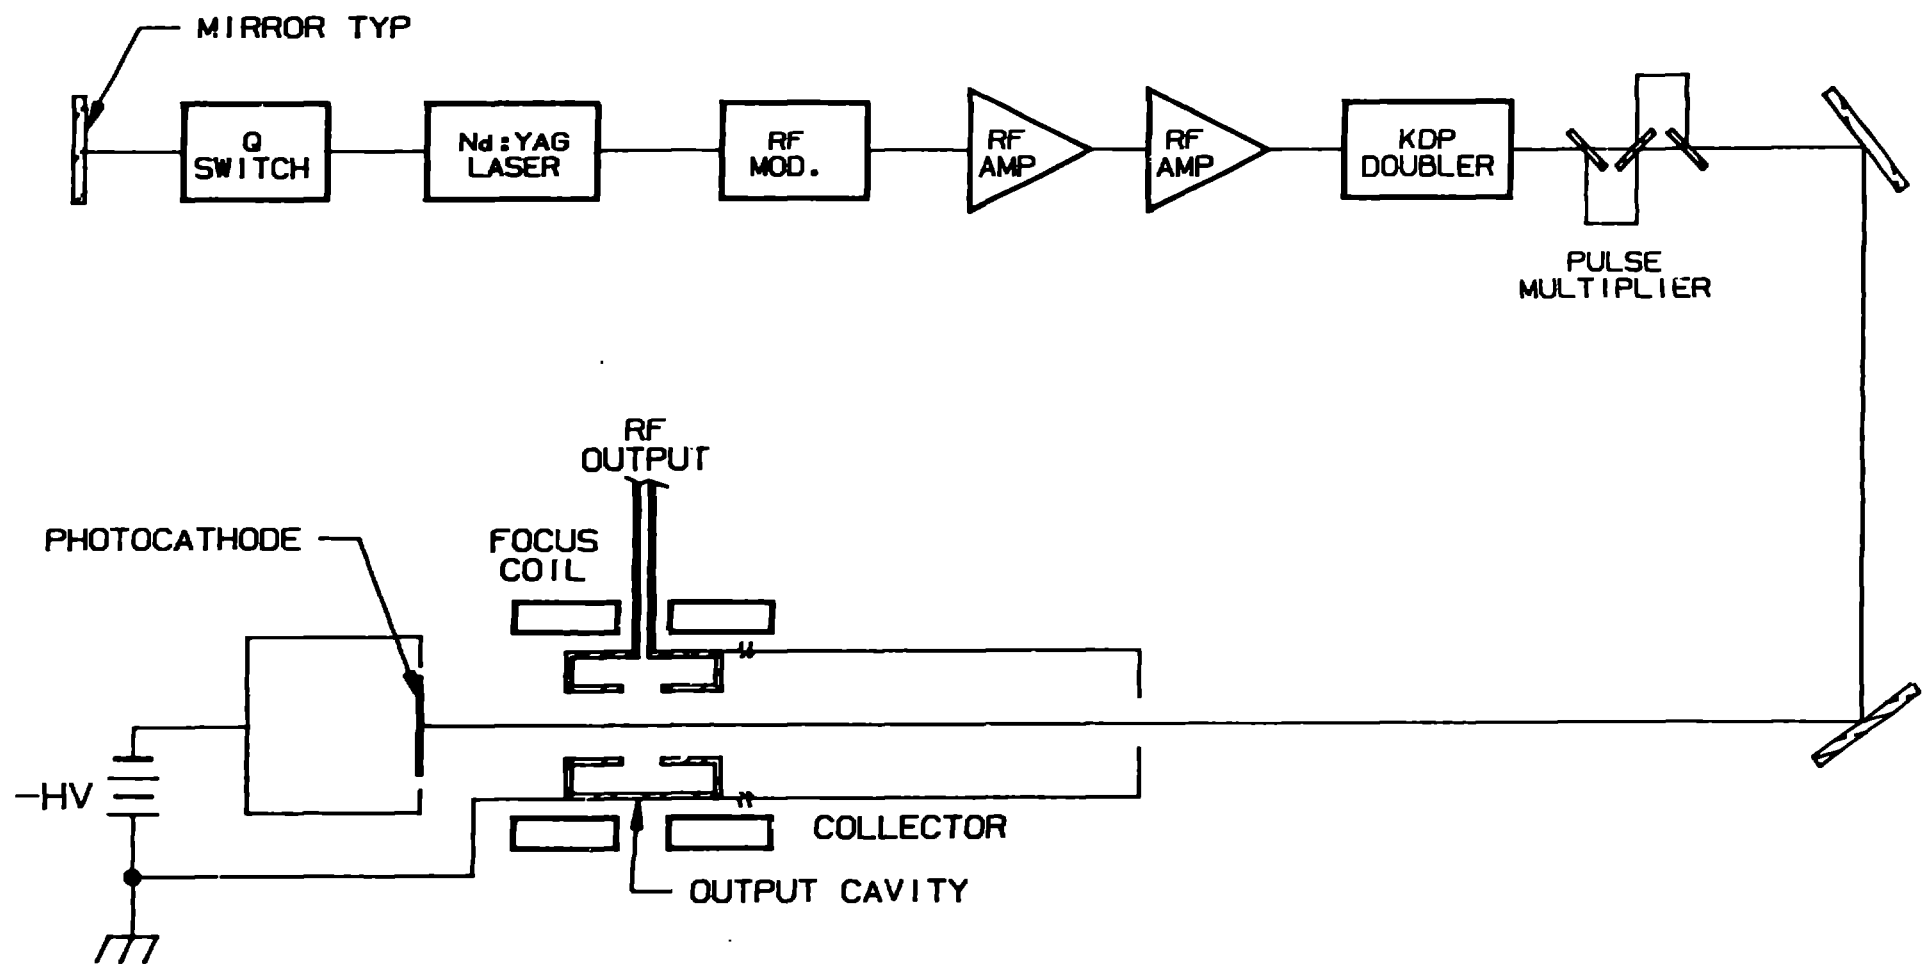 MIRROR TYP
Q
SWITCH
Nd:YAG
LASER
RF
MOD.
RF
AMP
RF
AMP
KDP
DOUBLER
PULSE
MULTIPLIER
RF
OUTPUT
PHOTOCATHODE
FOCUS
COIL
-HV
COLLECTOR
OUTPUT CAVITY